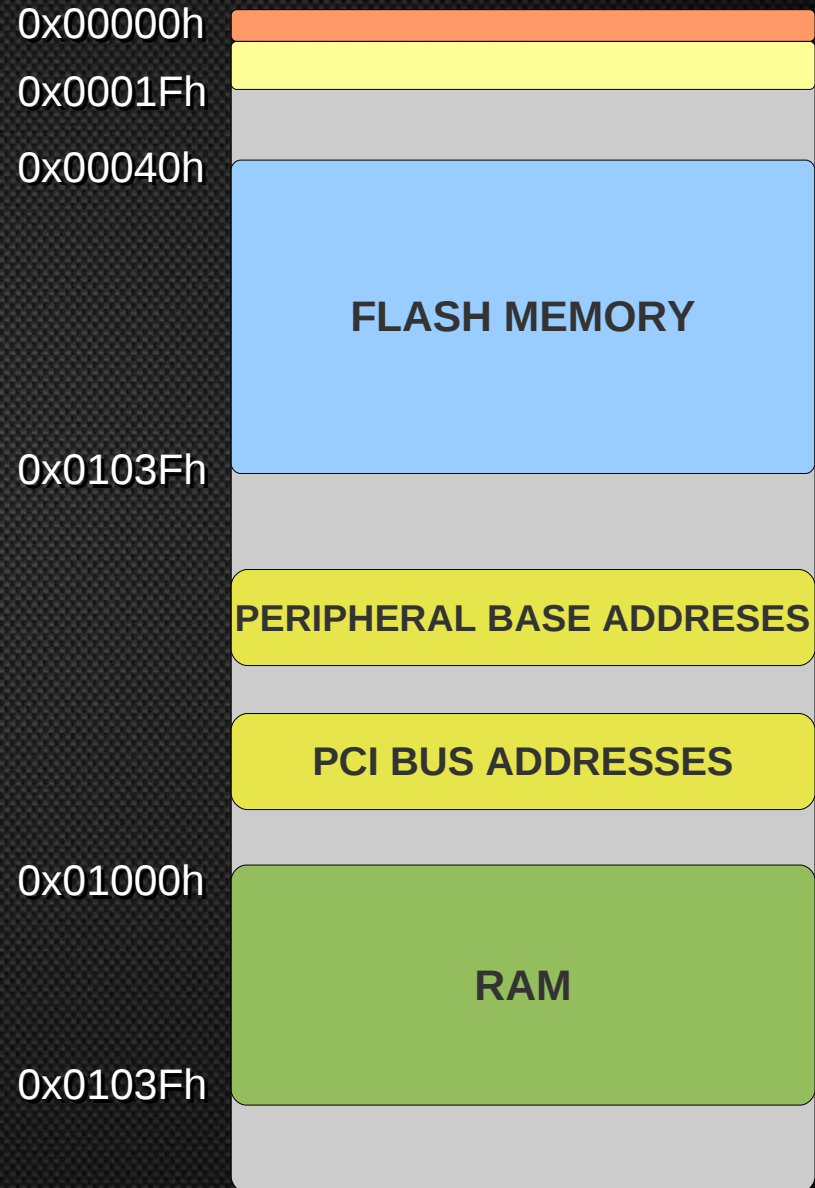 0x00000h
0x0001Fh
0x00040h
FLASH MEMORY
0x0103Fh
PERIPHERAL BASE ADDRESES
PCI BUS ADDRESSES
0x01000h
RAM
0x0103Fh